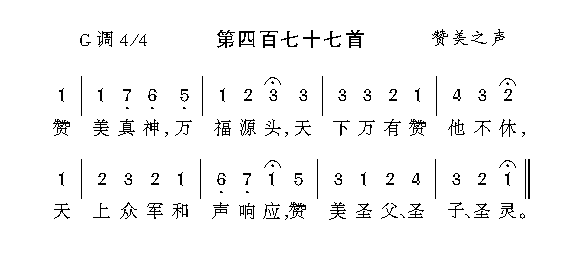 G调4/4 第四百七十七首 赞美之声
1 | 1 7 6 5 | 1 2 3 3 | 3 3 2 1 | 4 3 2
赞 美真神,万 福源头,天 下万有赞 他不休,
1 | 2 3 2 1 | 6 7 1 5 | 3 1 2 4 | 3 2 1 ‖
天 上众军和 声响应,赞 美圣父、圣 子、圣灵。